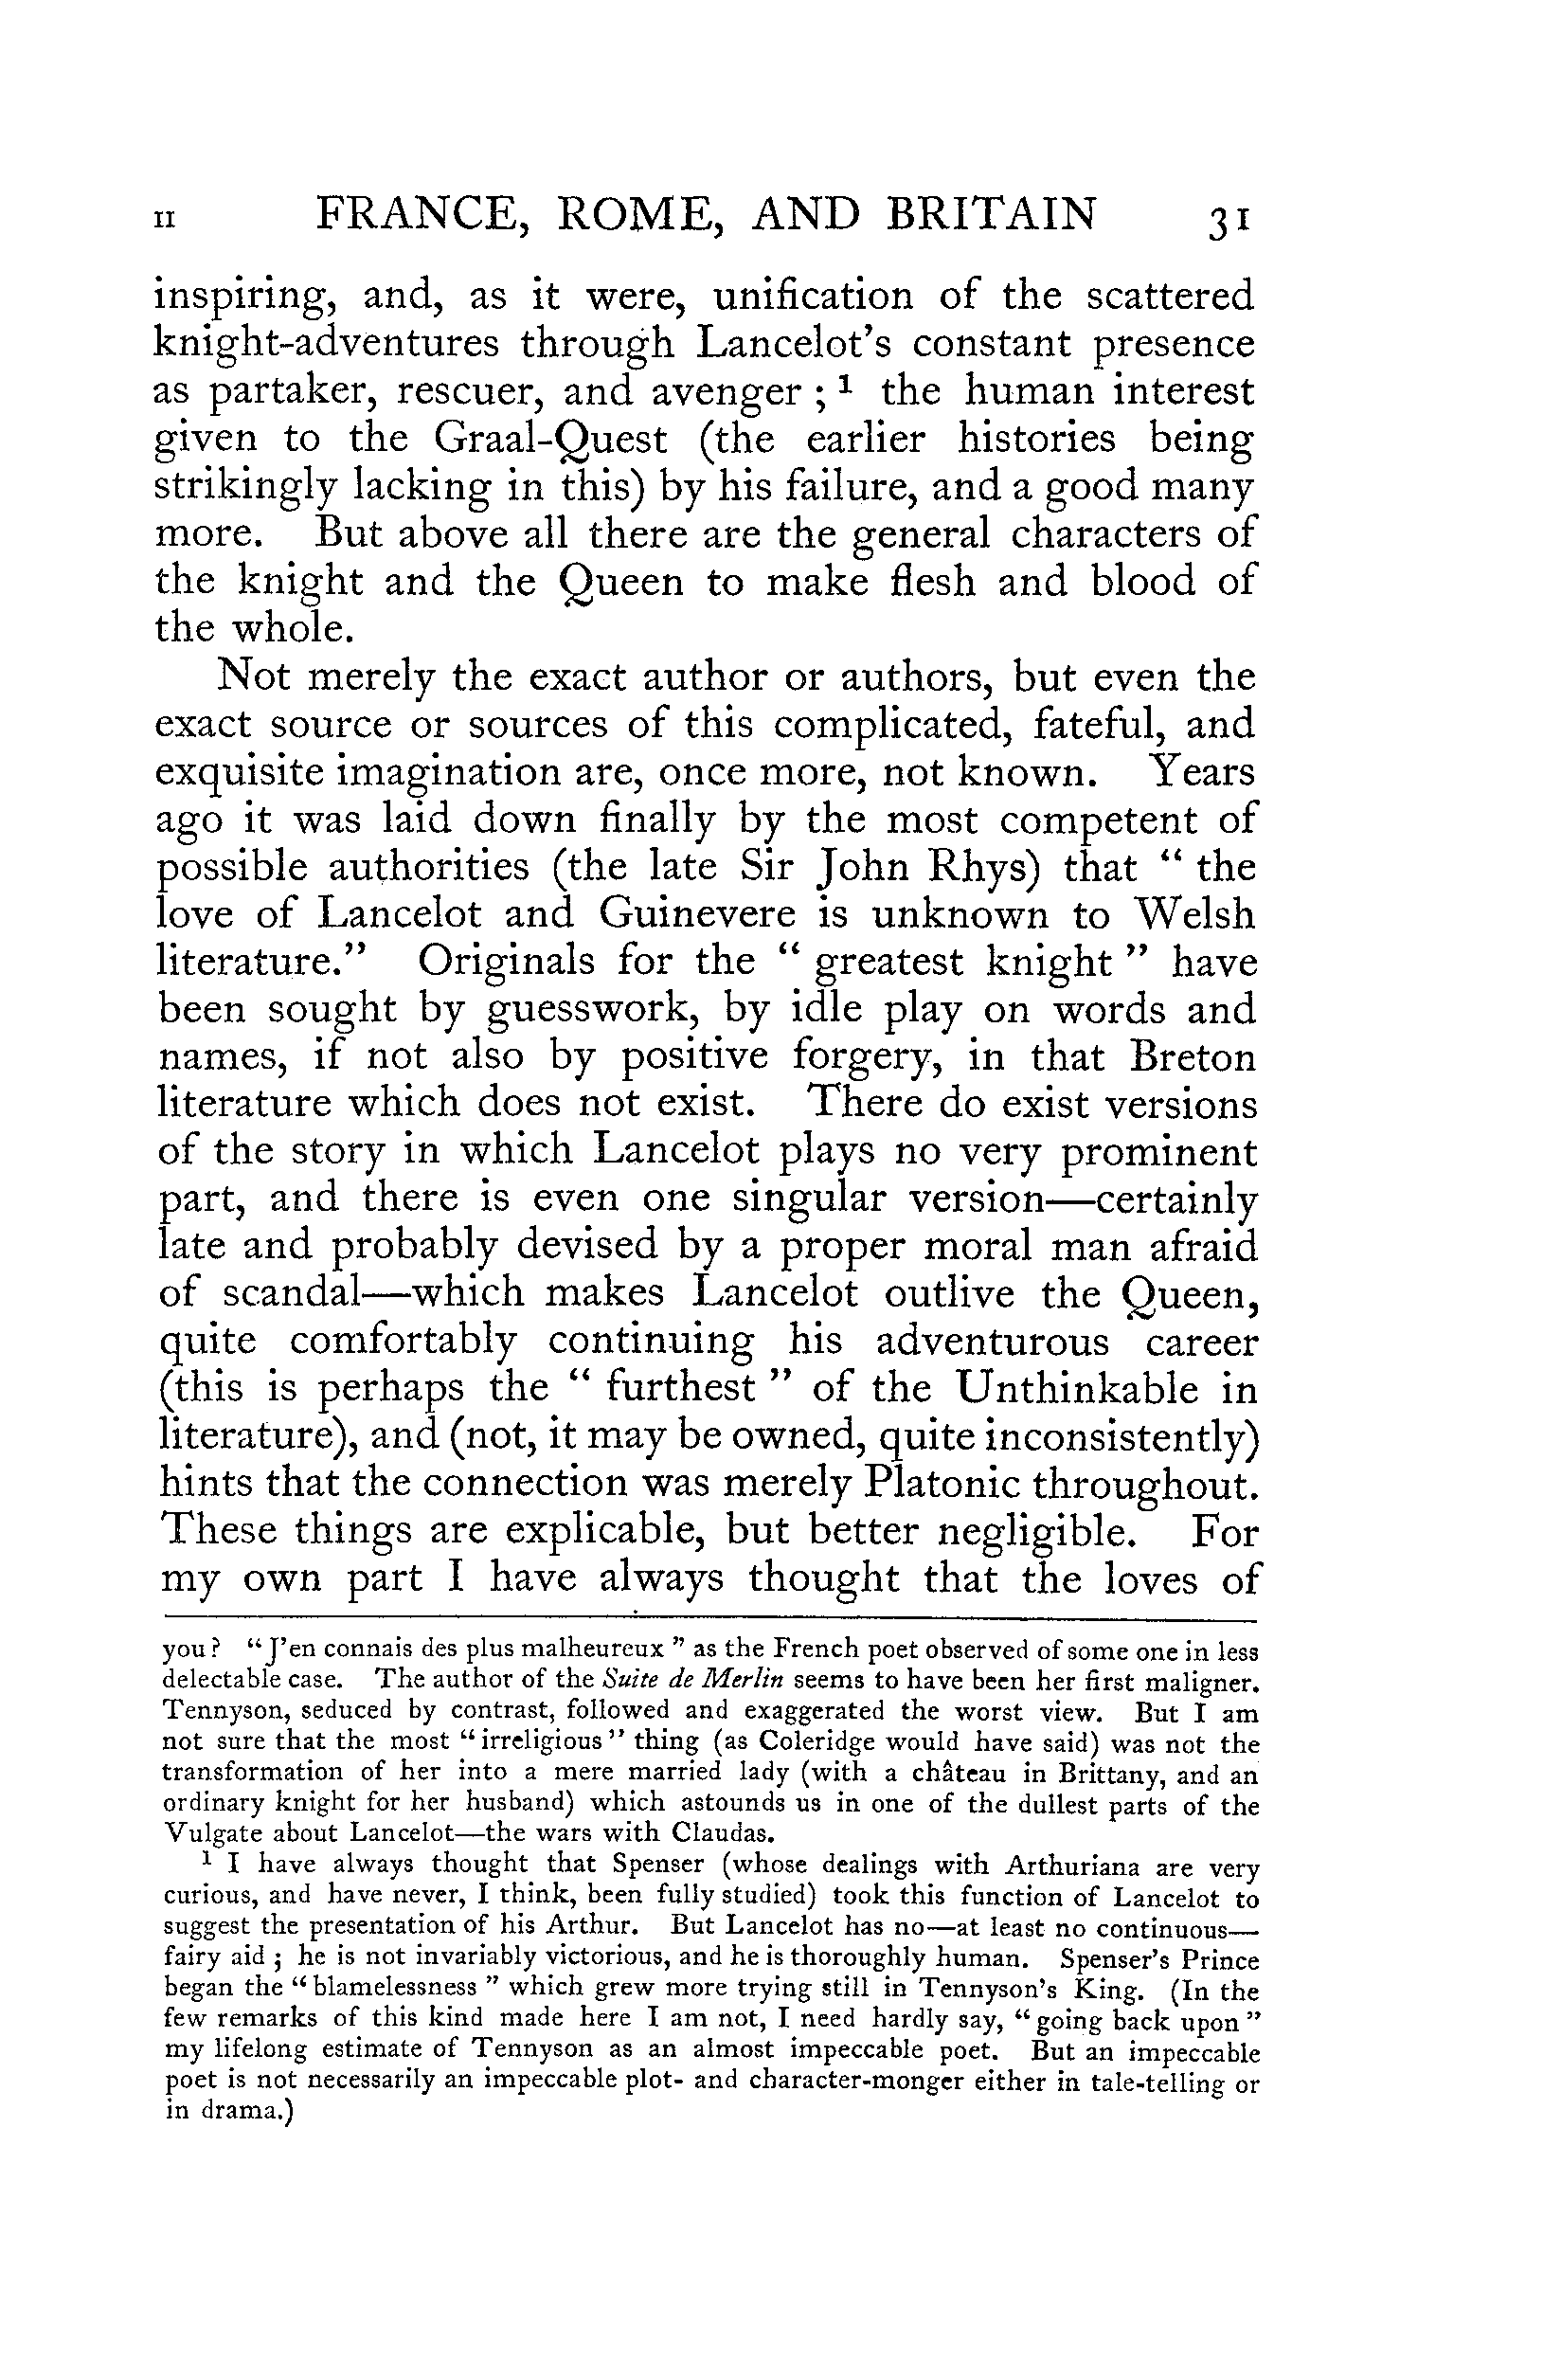 II FRANCE, ROME, AND BRITAIN 31
inspiring, and, as it were, unification of the scattered
knight-adventures through Lancelot's constant presence
as partaker, rescuer, and avenger ; ¹ the human interest
given to the Graal-Quest (the earlier histories being
strikingly lacking in this) by his failure, and a good many
more. But above all there are the general characters of
the knight and the Queen to make flesh and blood of
the whole.
Not merely the exact author or authors, but even the
exact source or sources of this complicated, fateful, and
exquisite imagination are, once more, not known. Years
ago it was laid down finally by the most competent of
possible authorities (the late Sir John Rhys) that “ the
love of Lancelot and Guinevere is unknown to Welsh
literature.” Originals for the “ greatest knight ” have
been sought by guesswork, by idle play on words and
names, if not also by positive forgery, in that Breton
literature which does not exist. There do exist versions
of the story in which Lancelot plays no very prominent
part, and there is even one singular version—certainly
late and probably devised by a proper moral man afraid
of scandal—which makes Lancelot outlive the Queen,
quite comfortably continuing his adventurous career
(this is perhaps the “ furthest ” of the Unthinkable in
literature), and (not, it may be owned, quite inconsistently)
hints that the connection was merely Platonic throughout.
These things are explicable, but better negligible. For
my own part I have always thought that the loves of
you ? “ J'en connais des plus malheureux ” as the French poet observed of some one in less
delectable case. The author of the Suite de Merlin seems to have been her first maligner.
Tennyson, seduced by contrast, followed and exaggerated the worst view. But I am
not sure that the most “ irreligious ” thing (as Coleridge would have said) was not the
transformation of her into a mere married lady (with a château in Brittany, and an
ordinary knight for her husband) which astounds us in one of the dullest parts of the
Vulgate about Lancelot—the wars with Claudas.
¹ I have always thought that Spenser (whose dealings with Arthuriana are very
curious, and have never, I think, been fully studied) took this function of Lancelot to
suggest the presentation of his Arthur. But Lancelot has no—at least no continuous—
fairy aid ; he is not invariably victorious, and he is thoroughly human. Spenser's Prince
began the “ blamelessness ” which grew more trying still in Tennyson's King. (In the
few remarks of this kind made here I am not, I need hardly say, “ going back upon ”
my lifelong estimate of Tennyson as an almost impeccable poet. But an impeccable
poet is not necessarily an impeccable plot- and character-monger either in tale-telling or
in drama.)